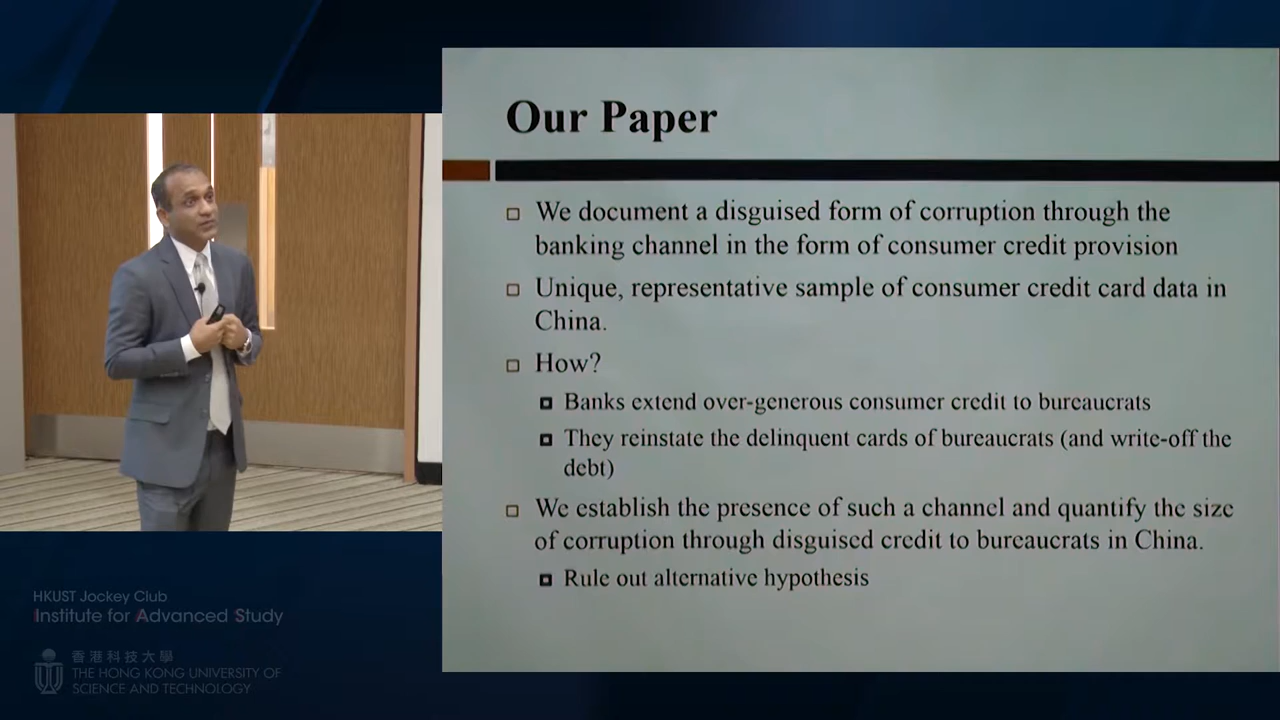 Our Paper
We document a disguised form of corruption through the
banking channel in the form of consumer credit provision
Unique, representative sample of consumer credit card data in
China.
How?
Banks extend over-generous consumer credit to bureaucrats
They reinstate the delinquent cards of bureaucrats (and write-off the
debt)
We establish the presence of such a channel and quantify the size
of corruption through disguised credit to bureaucrats in China.
Rule out alternative hypothesis
HKUST Jockey Club
Institute for Advanced Study
香港科技大學
THE HONG KONG UNIVERSITY OF
SCIENCE AND TECHNOLOGY